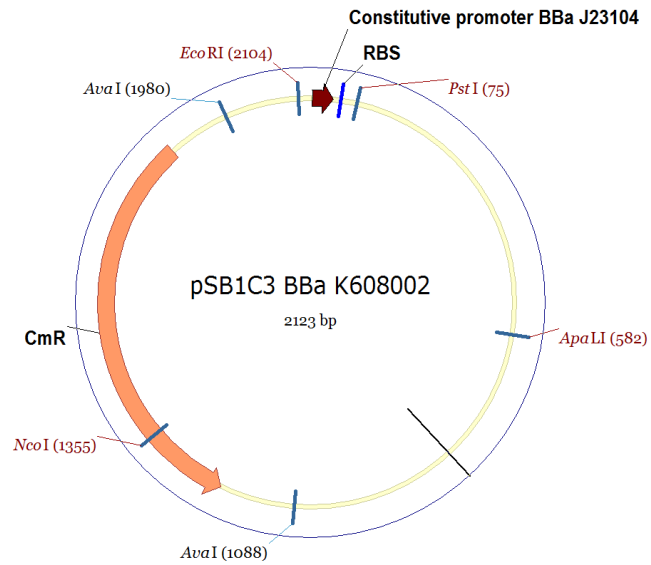 Constitutive promoter BBa J23104
EcoRI (2104)
RBS
PstI (75)
AvaI (1980)
pSB1C3 BBa K608002
2123 bp
CmR
ApaLI (582)
NcoI (1355)
AvaI (1088)